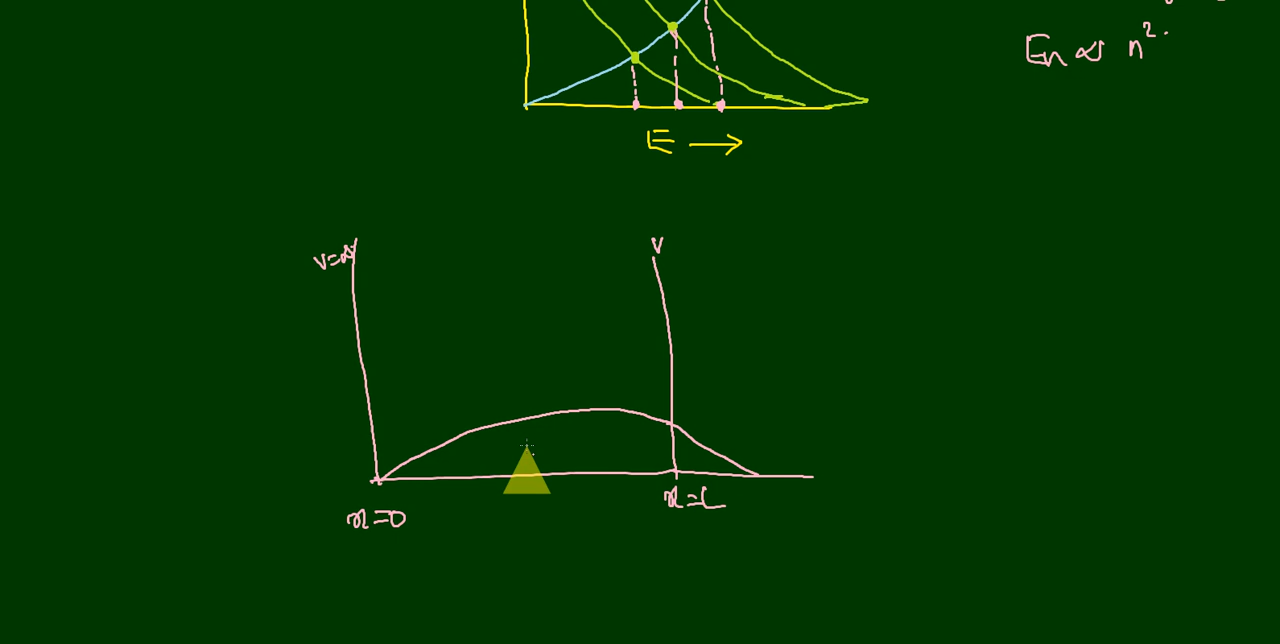 En ∝ n².
E →
V=∞
V
x=0
x=L